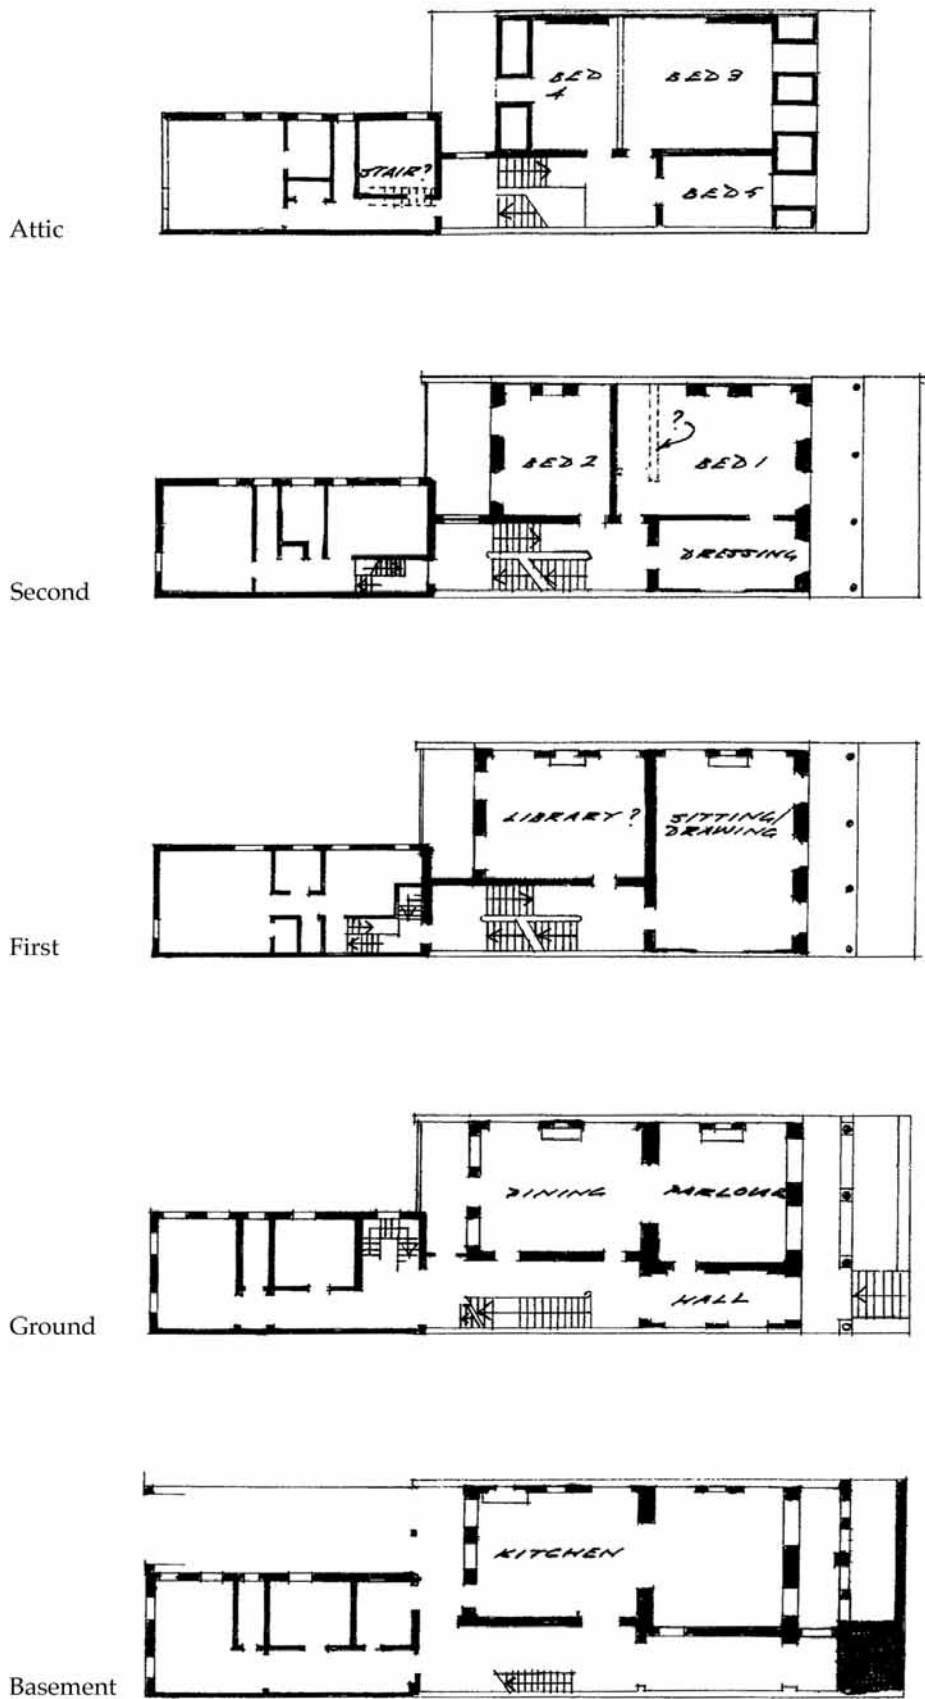 BED
4
BED 3
STAIR?
BED 5
Attic
?
BED 2
BED 1
DRESSING
Second
LIBRARY ?
SITTING/
DRAWING
First
DINING
PARLOUR
HALL
Ground
KITCHEN
Basement